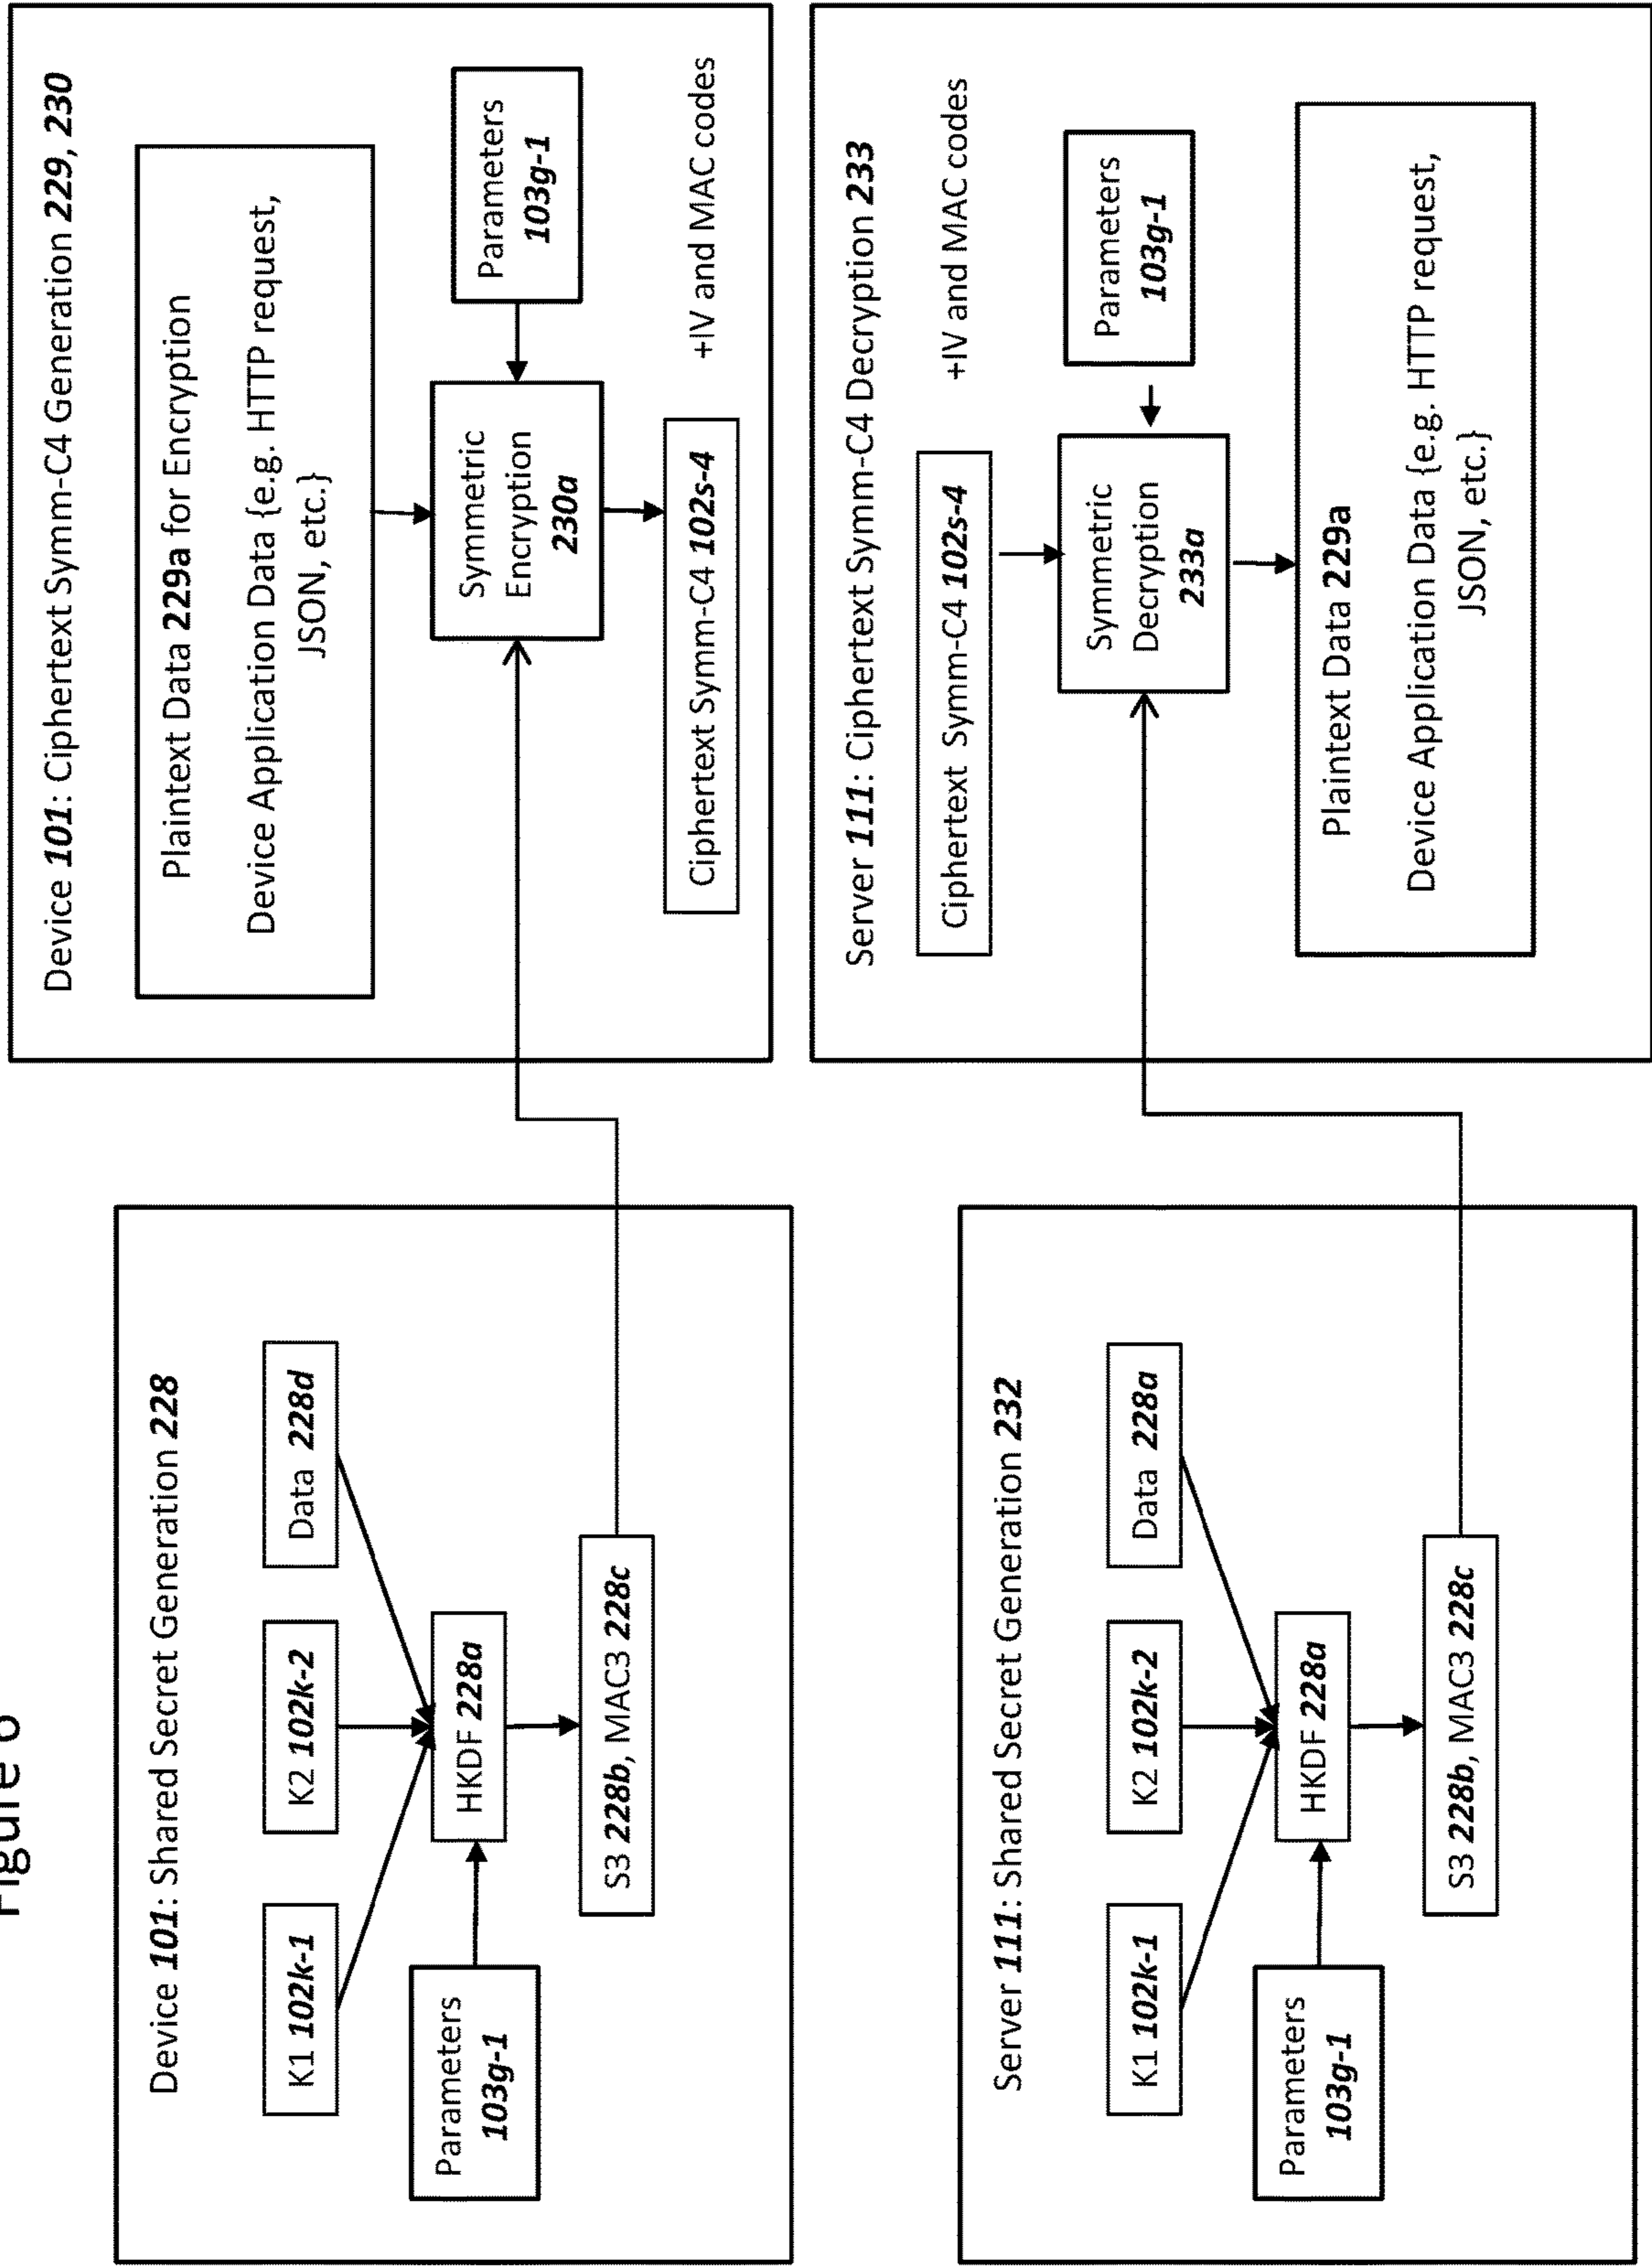 Figure 6
Device 101: Shared Secret Generation 228
K1 102k-1
K2 102k-2
Data 228d
Parameters
103g-1
HKDF 228a
S3 228b, MAC3 228c
Device 101: Ciphertext Symm-C4 Generation 229, 230
Plaintext Data 229a for Encryption
Device Application Data {e.g. HTTP request,
JSON, etc.}
Symmetric
Encryption
230a
Parameters
103g-1
Ciphertext Symm-C4 102s-4
+IV and MAC codes
Server 111: Shared Secret Generation 232
K1 102k-1
K2 102k-2
Data 228a
Parameters
103g-1
HKDF 228a
S3 228b, MAC3 228c
Server 111: Ciphertext Symm-C4 Decryption 233
Ciphertext Symm-C4 102s-4
+IV and MAC codes
Symmetric
Decryption
233a
Parameters
103g-1
Plaintext Data 229a
Device Application Data {e.g. HTTP request,
JSON, etc.}